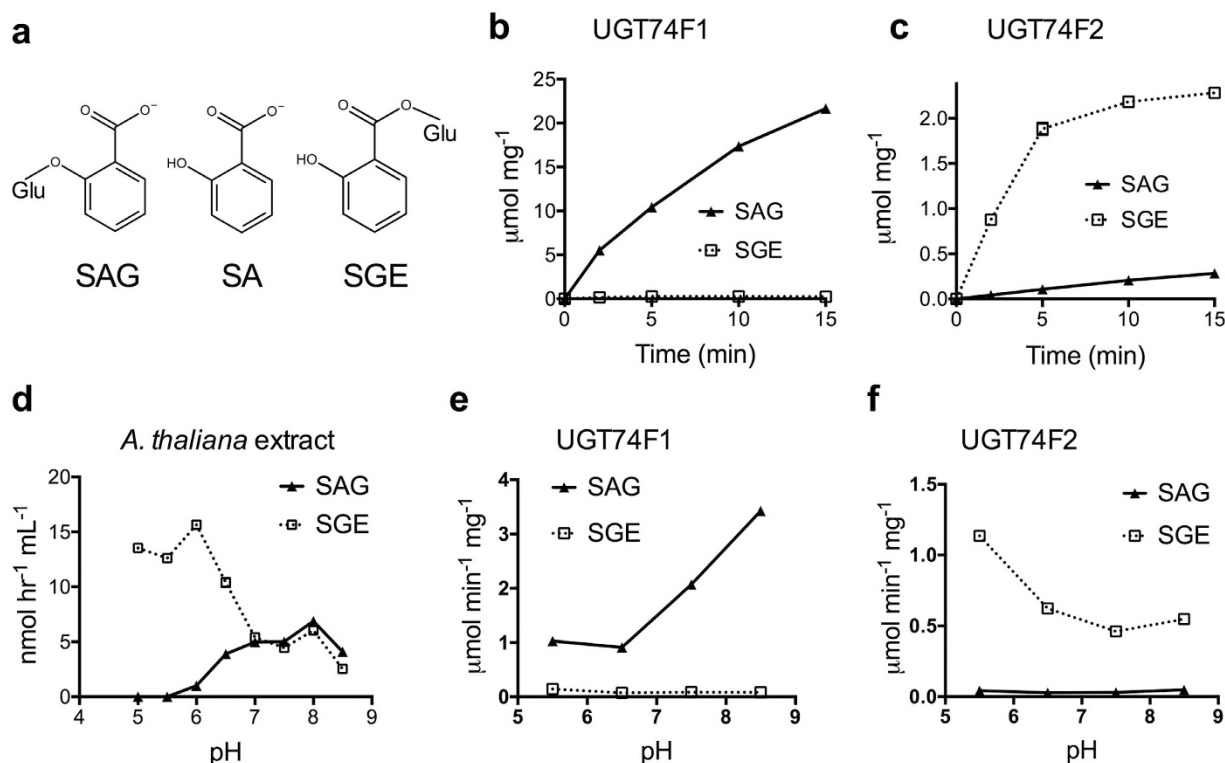 a
O
O⁻
O
Glu
SAG
O
O⁻
HO
SA
O
O
Glu
HO
SGE
b
UGT74F1
μmol mg⁻¹
25
20
15
10
5
0
SAG
SGE
0 5 10 15
Time (min)
c
UGT74F2
μmol mg⁻¹
2.0
1.5
1.0
0.5
0.0
SAG
SGE
0 5 10 15
Time (min)
d
A. thaliana extract
nmol hr⁻¹ mL⁻¹
20
15
10
5
0
SAG
SGE
4 5 6 7 8 9
pH
e
UGT74F1
μmol min⁻¹ mg⁻¹
4
3
2
1
0
SAG
SGE
5 6 7 8 9
pH
f
UGT74F2
μmol min⁻¹ mg⁻¹
1.5
1.0
0.5
0.0
SAG
SGE
5 6 7 8 9
pH